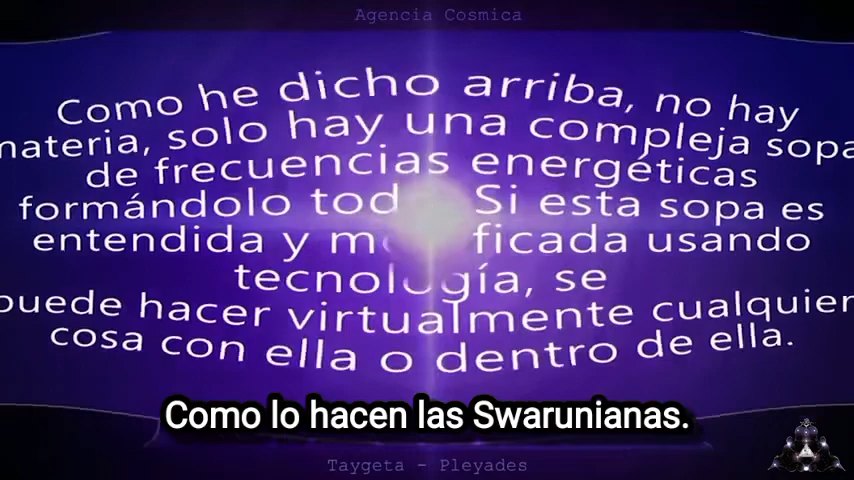 Agencia Cosmica
Como he dicho arriba, no hay
materia, solo hay una compleja sopa
de frecuencias energéticas
formándolo todo. Si esta sopa es
entendida y modificada usando
tecnología, se
puede hacer virtualmente cualquier
cosa con ella o dentro de ella.
Como lo hacen las Swarunianas.
Taygeta - Pleyades